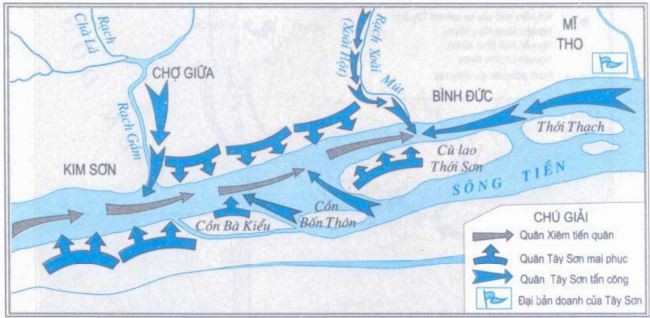 Rạch
Chà Là
CHỢ GIỮA
Rạch Gầm
KIM SƠN
Rạch Xoài
Mút
(Xoài Hột)
BÌNH ĐỨC
MĨ
THO
Thới Thạch
Cù lao
Thới Sơn
SÔNG TIỀN
Cồn
Bốn Thôn
Cồn Bà Kiểu
CHÚ GIẢI
Quân Xiêm tiến quân
Quân Tây Sơn mai phục
Quân Tây Sơn tấn công
Đại bản doanh của Tây Sơn